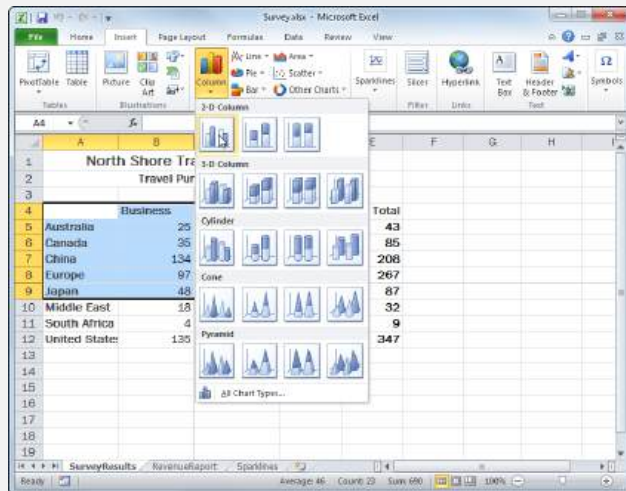 Survey.xlsx - Microsoft Excel
File Home Insert Page Layout Formulas Data Review View
PivotTable Table Picture Clip Art Column Line Pie Bar Area Scatter Other Charts Sparklines Slicer Hyperlink Text Box Header & Footer Symbols
Tables Illustrations Filter Links Text
A4 fx
2-D Column
3-D Column
Cylinder
Cone
Pyramid
All Chart Types...
A B E F G H
1 North Shore Tra
2 Travel Pur
3
4 Business Total
5 Australia 25 43
6 Canada 35 85
7 China 134 208
8 Europe 97 267
9 Japan 48 87
10 Middle East 18 32
11 South Africa 4 9
12 United State 135 347
13
14
15
16
17
18
19
SurveyResults RevenueReport Sparklines
Ready Average: 46 Count: 23 Sum: 690 100%